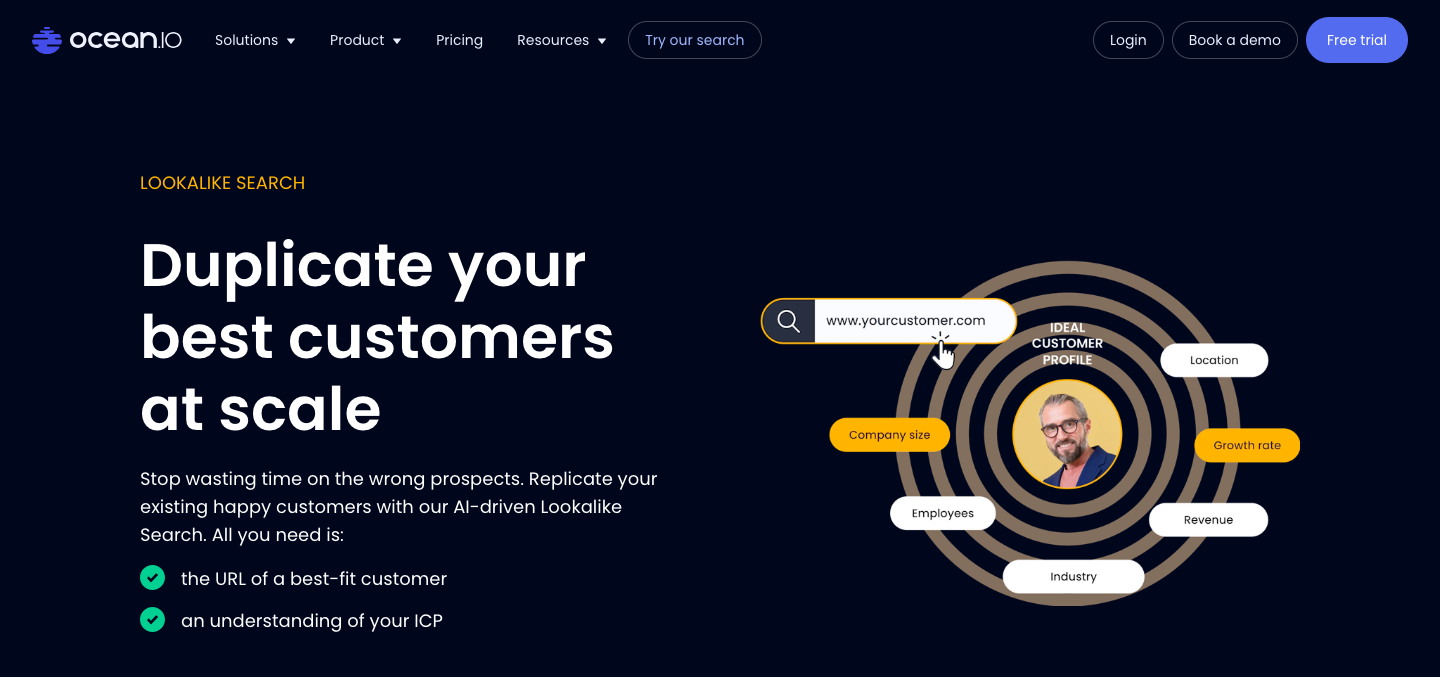 ocean.io
Solutions
Product
Pricing
Resources
Try our search
Login
Book a demo
Free trial
LOOKALIKE SEARCH
Duplicate your
best customers
at scale
Stop wasting time on the wrong prospects. Replicate your
existing happy customers with our AI-driven Lookalike
Search. All you need is:
the URL of a best-fit customer
an understanding of your ICP
www.yourcustomer.com
IDEAL
CUSTOMER
PROFILE
Location
Company size
Growth rate
Employees
Revenue
Industry